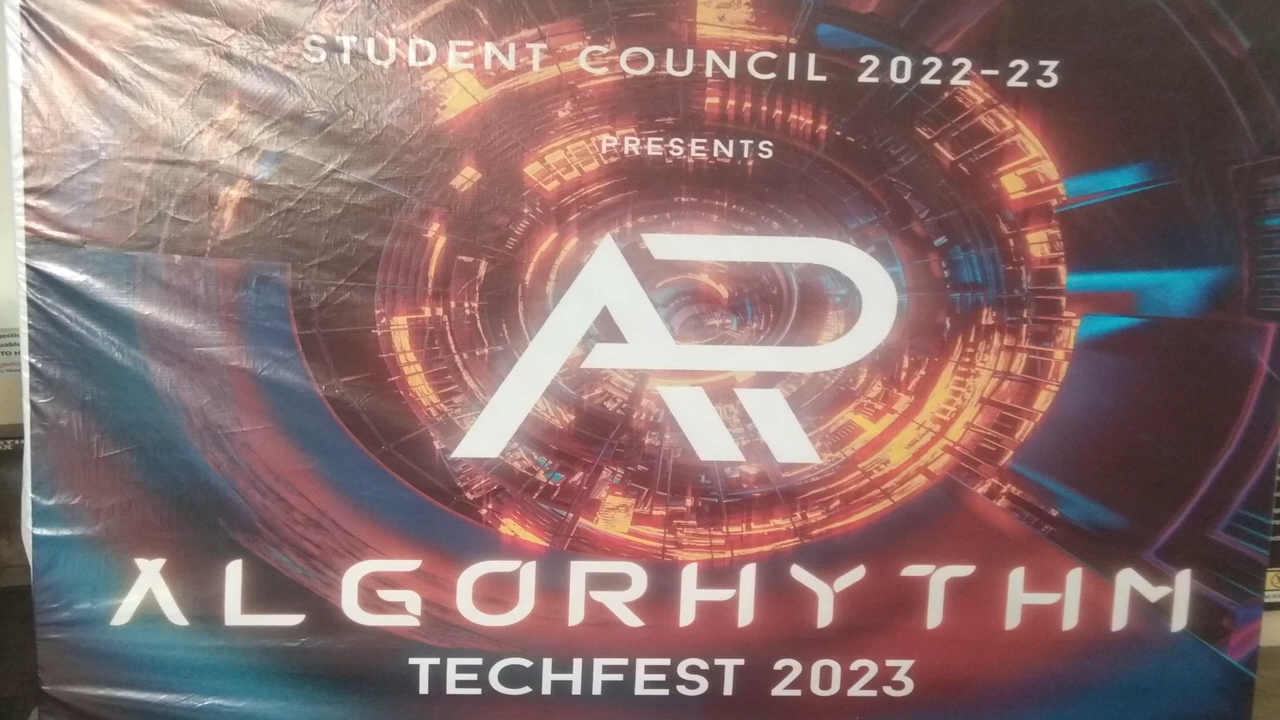 STUDENT COUNCIL 2022-23
PRESENTS
AR
ALGORHYTHM
TECHFEST 2023